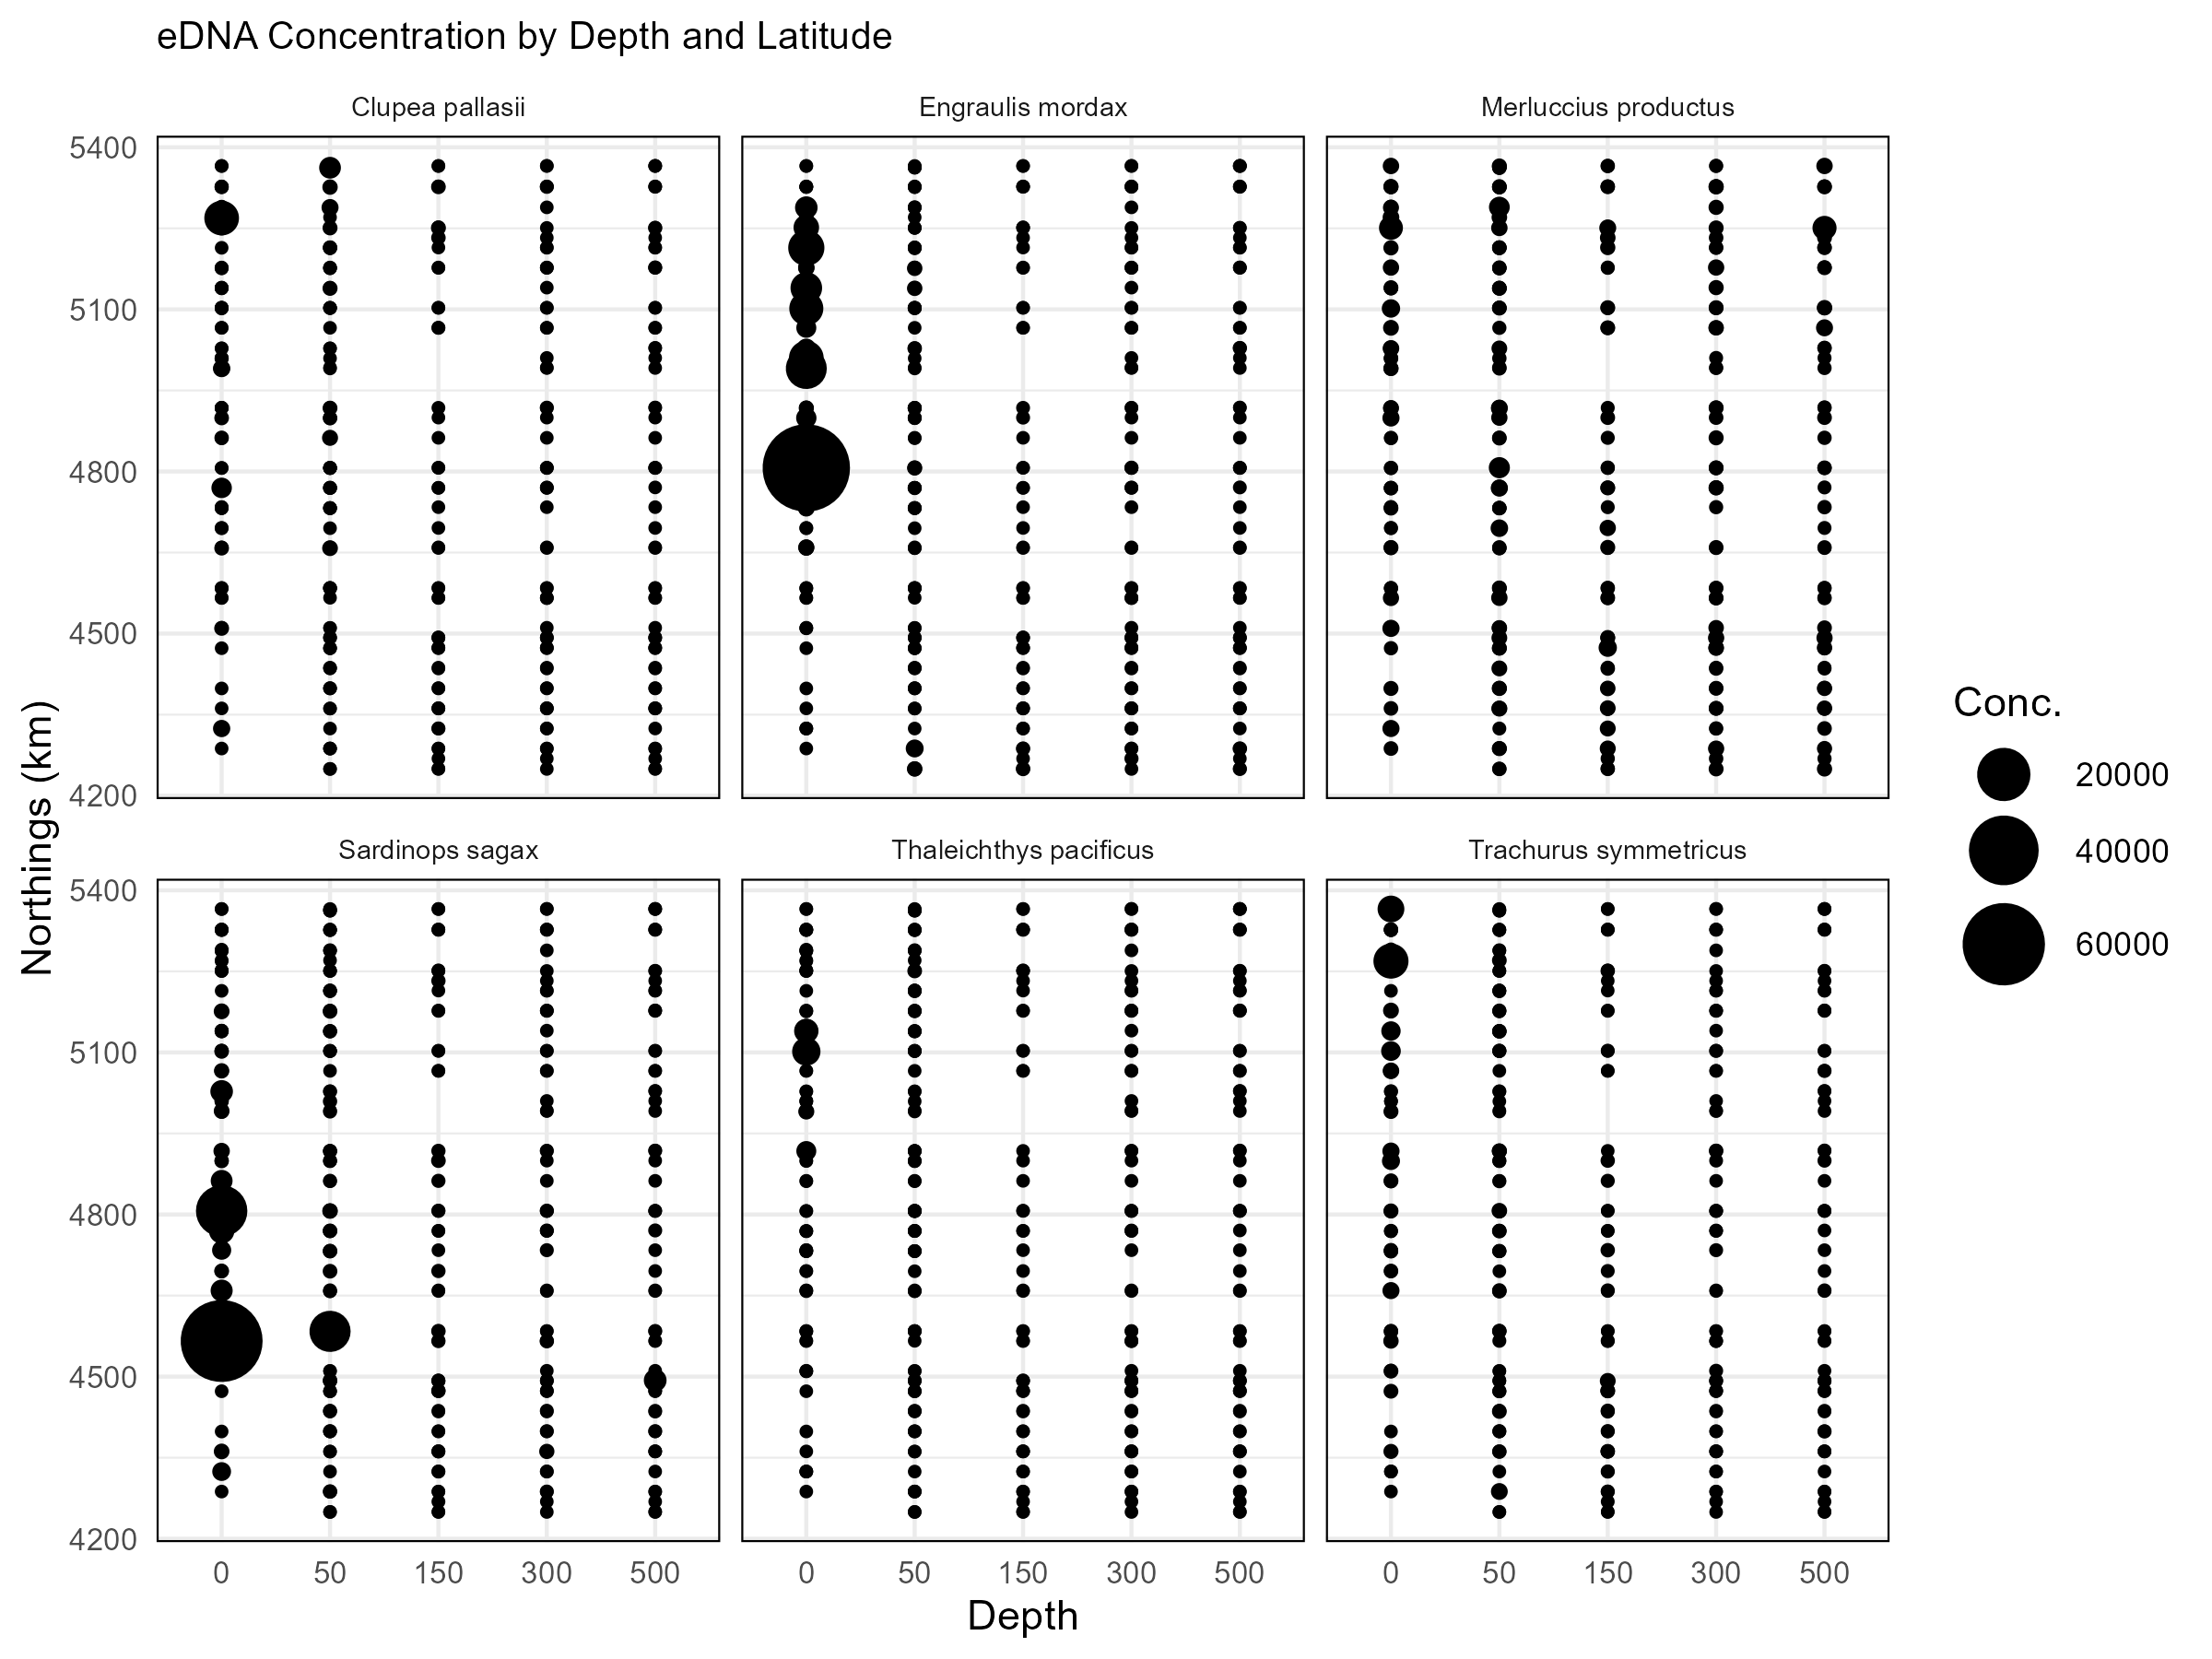 eDNA Concentration by Depth and Latitude
Clupea pallasii
Engraulis mordax
Merluccius productus
5400
5100
4800
4500
4200
Sardinops sagax
Thaleichthys pacificus
Trachurus symmetricus
5400
5100
4800
4500
4200
0 50 150 300 500
0 50 150 300 500
0 50 150 300 500
Depth
Northings (km)
Conc.
20000
40000
60000